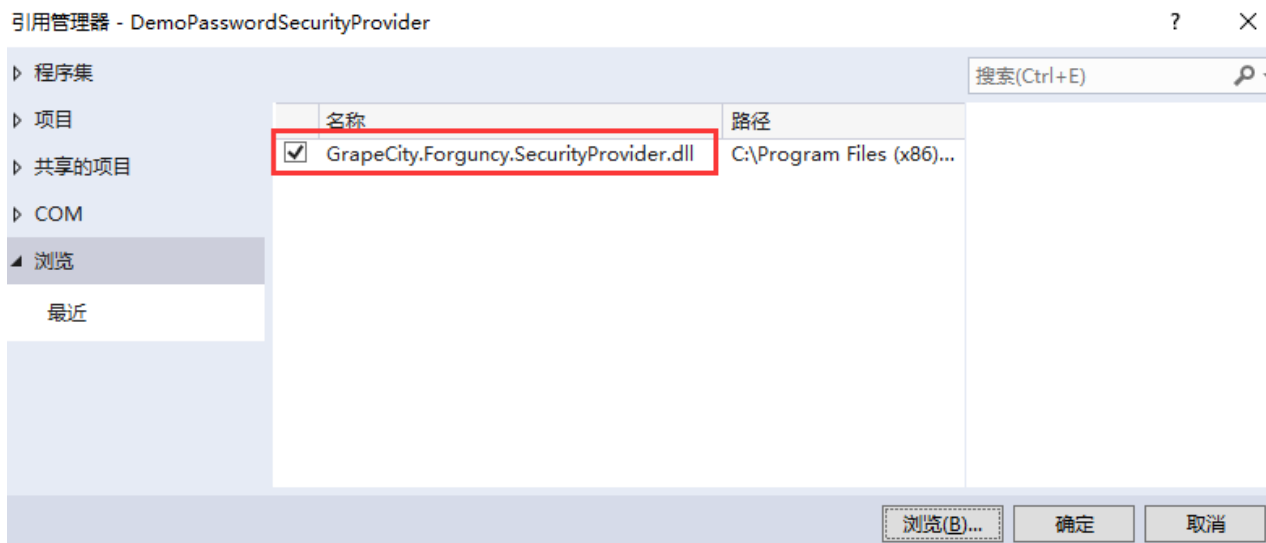 引用管理器 - DemoPasswordSecurityProvider ? ✕
程序集
搜索(Ctrl+E)
项目
名称 路径
GrapeCity.Forguncy.SecurityProvider.dll C:\Program Files (x86)...
共享的项目
COM
浏览
最近
浏览(B)... 确定 取消